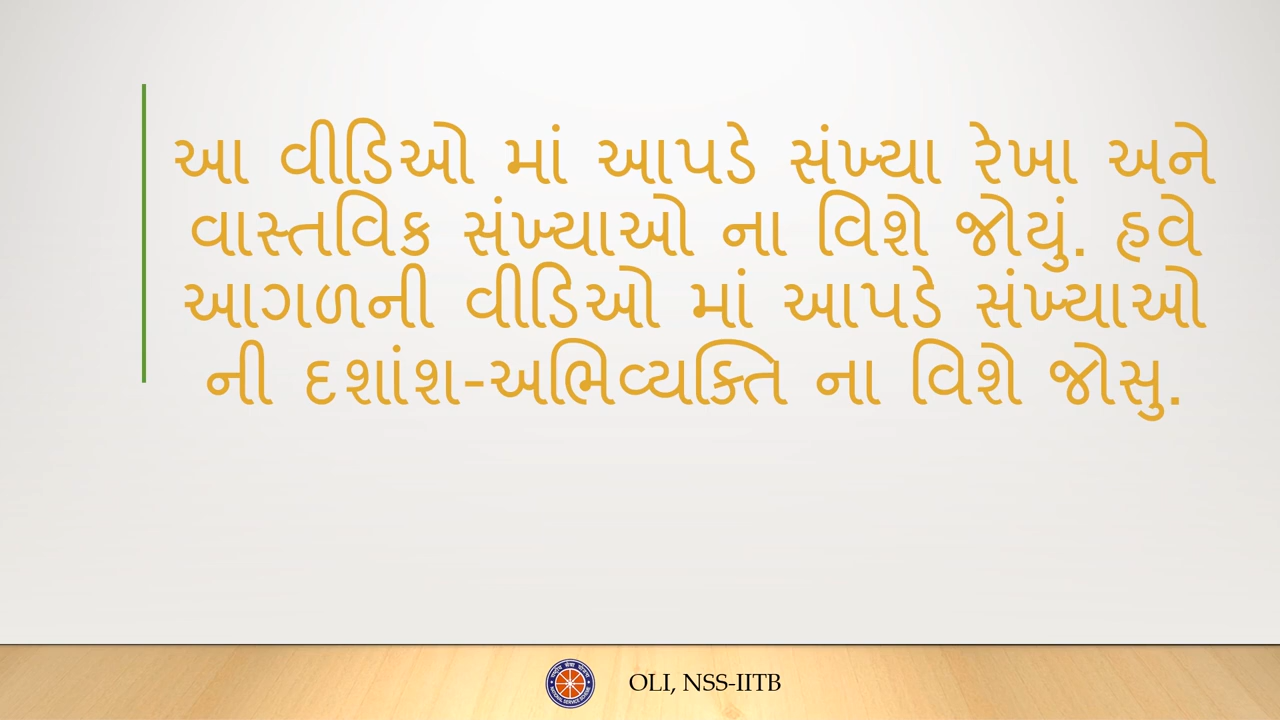 આ વીડિઓ માં આપડે સંખ્યા રેખા અને
વાસ્તવિક સંખ્યાઓ ના વિશે જોયું. હવે
આગળની વીડિઓ માં આપડે સંખ્યાઓ
ની દશાંશ-અભિવ્યક્તિ ના વિશે જોસુ.
OLI, NSS-IITB